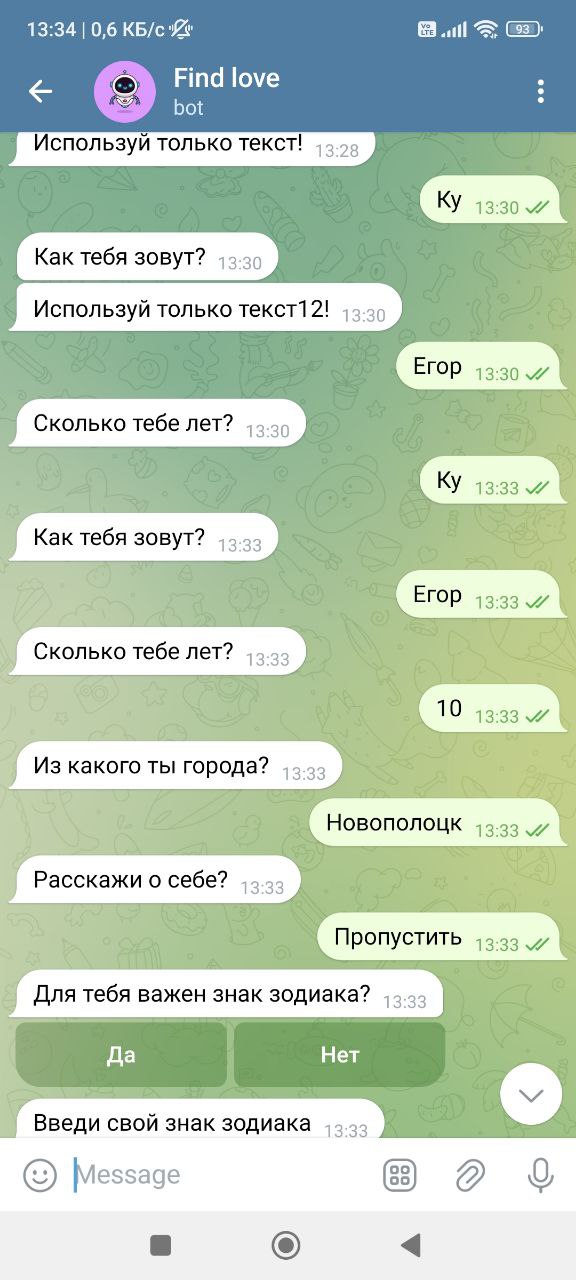 13:34 | 0,6 КБ/с
Vo LTE
93
Find love
bot
Используй только текст! 13:28
Ку 13:30
Как тебя зовут? 13:30
Используй только текст12! 13:30
Егор 13:30
Сколько тебе лет? 13:30
Ку 13:33
Как тебя зовут? 13:33
Егор 13:33
Сколько тебе лет? 13:33
10 13:33
Из какого ты города? 13:33
Новополоцк 13:33
Расскажи о себе? 13:33
Пропустить 13:33
Для тебя важен знак зодиака? 13:33
Да
Нет
Введи свой знак зодиака 13:33
Message